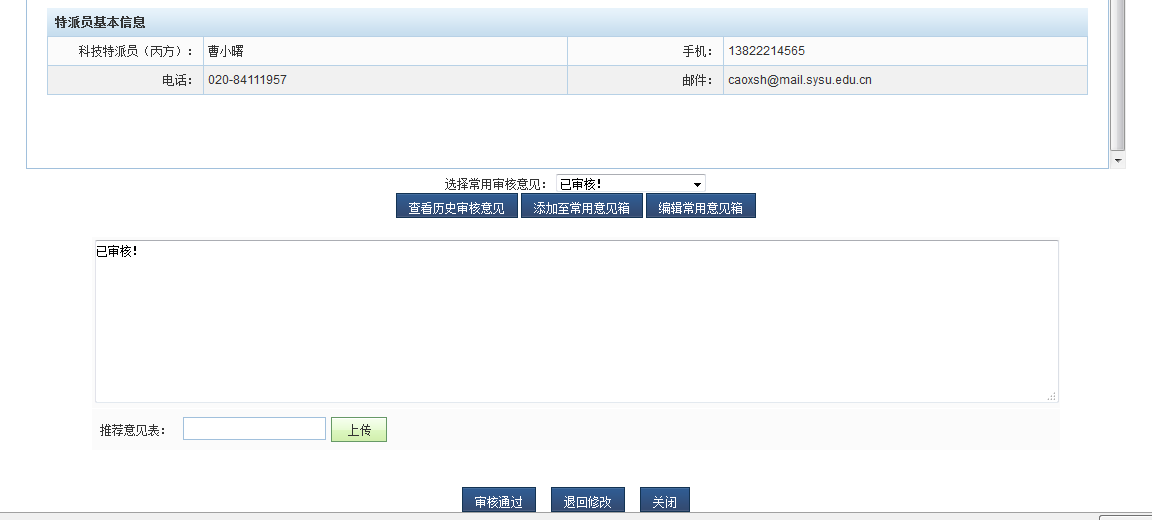 特派员基本信息
科技特派员（丙方）： 曹小曙 手机： 13822214565
电话： 020-84111957 邮件： caoxsh@mail.sysu.edu.cn
选择常用审核意见： 已审核！
查看历史审核意见 添加至常用意见箱 编辑常用意见箱
已审核！
推荐意见表： 上传
审核通过 退回修改 关闭